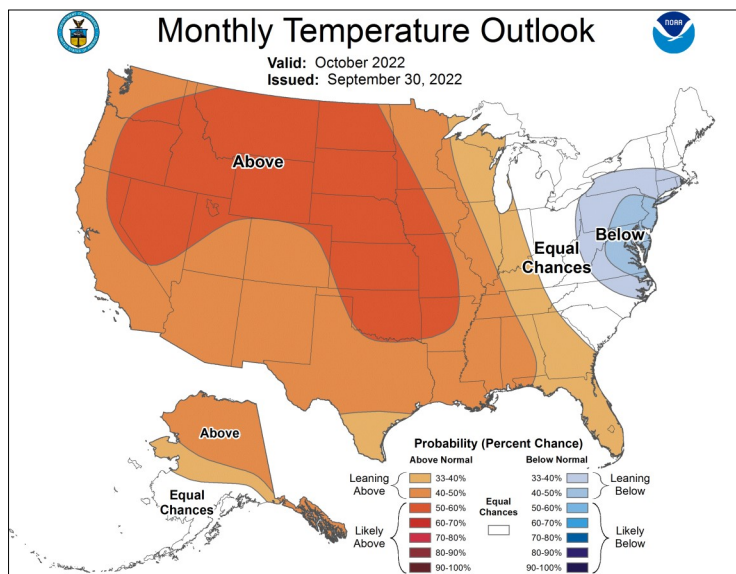 Monthly Temperature Outlook
NOAA
Valid: October 2022
Issued: September 30, 2022
Above
Equal
Chances
Below
Above
Equal
Chances
Probability (Percent Chance)
Above Normal
Below Normal
Leaning
Above
33-40%
40-50%
Likely
Above
50-60%
60-70%
70-80%
80-90%
90-100%
Equal
Chances
33-40%
40-50%
Leaning
Below
50-60%
60-70%
70-80%
80-90%
90-100%
Likely
Below